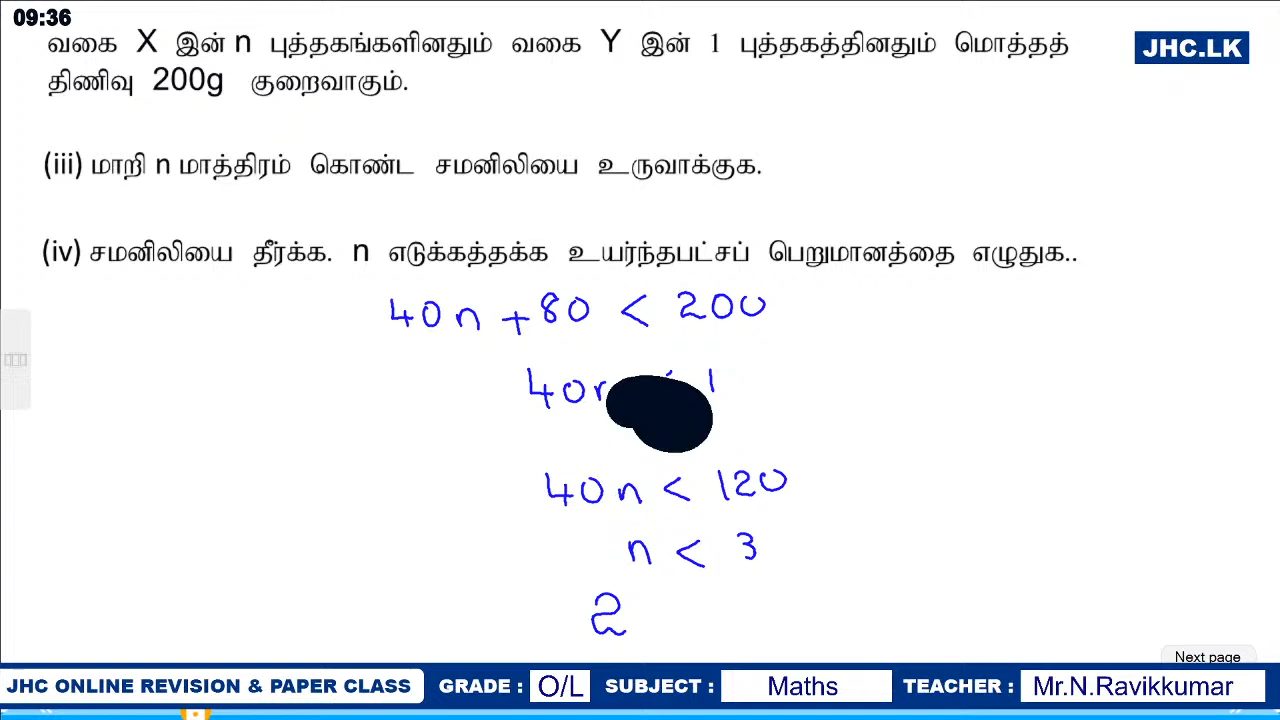 09:36
வகை X இன் n புத்தகங்களினதும் வகை Y இன் 1 புத்தகத்தினதும் மொத்தத்
திணிவு 200g குறைவாகும்.
JHC.LK
(iii) மாறி n மாத்திரம் கொண்ட சமனிலியை உருவாக்குக.
(iv) சமனிலியை தீர்க்க. n எடுக்கத்தக்க உயர்ந்தபட்சப் பெறுமானத்தை எழுதுக..
40n + 80 < 200
40
40n < 120
n < 3
2
Next page
JHC ONLINE REVISION & PAPER CLASS GRADE : O/L SUBJECT : Maths TEACHER : Mr.N.Ravikkumar